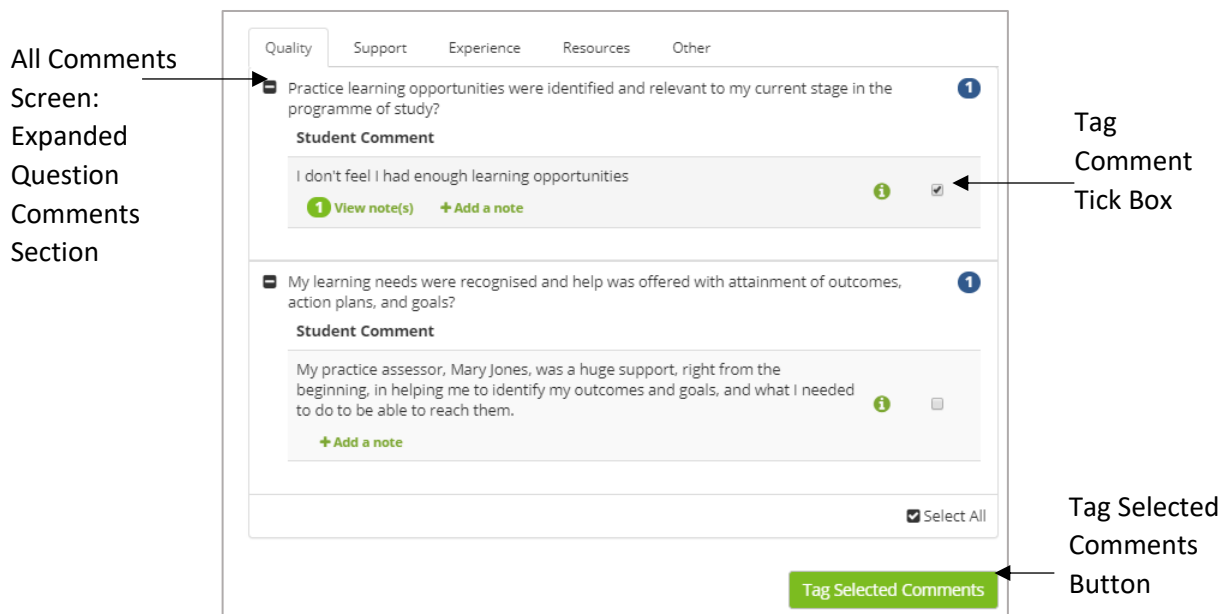 All Comments
Screen:
Expanded
Question
Comments
Section
Quality Support Experience Resources Other
Practice learning opportunities were identified and relevant to my current stage in the
programme of study?
1
Student Comment
I don't feel I had enough learning opportunities
1 View note(s) + Add a note
Tag
Comment
Tick Box
My learning needs were recognised and help was offered with attainment of outcomes,
action plans, and goals?
1
Student Comment
My practice assessor, Mary Jones, was a huge support, right from the
beginning, in helping me to identify my outcomes and goals, and what I needed
to do to be able to reach them.
+ Add a note
Select All
Tag Selected Comments
Tag Selected
Comments
Button